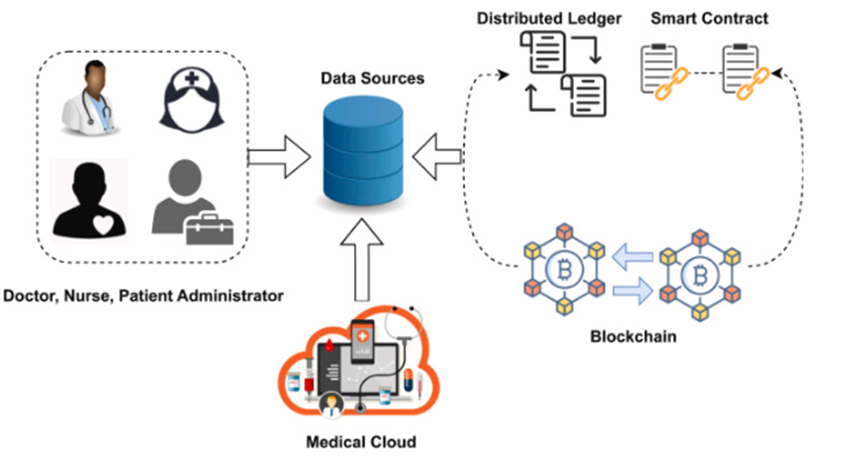 Distributed Ledger
Smart Contract
Data Sources
Doctor, Nurse, Patient Administrator
Blockchain
Medical Cloud